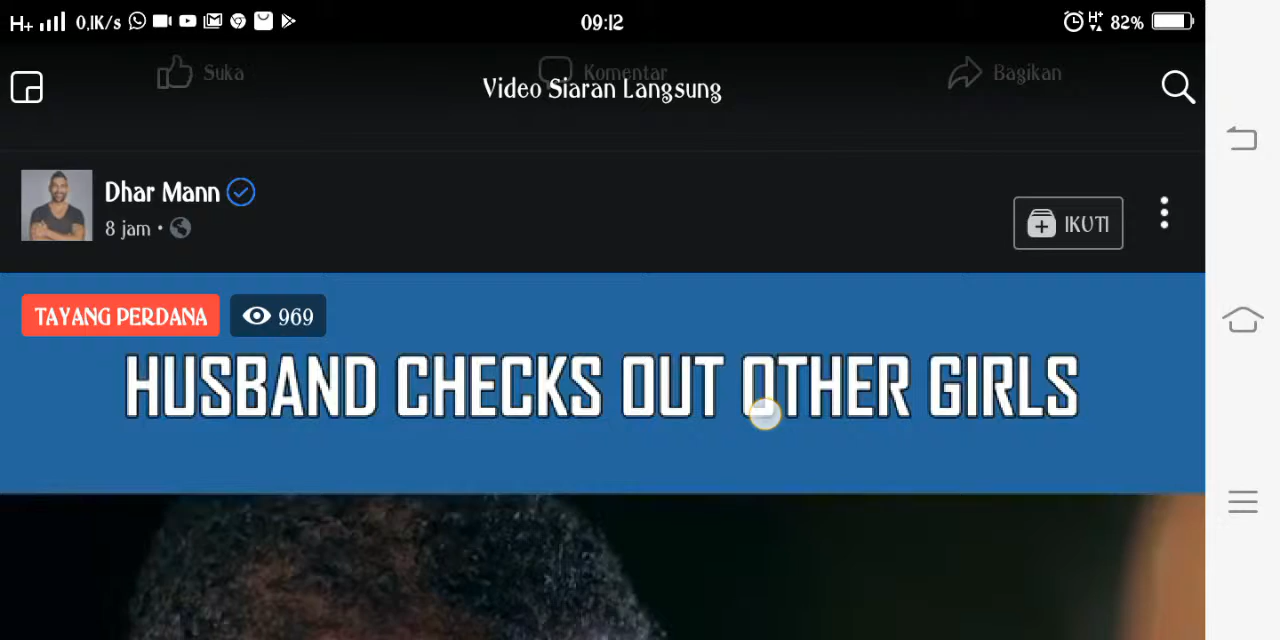 H+ 0,1K/s 09:12 H+ 82%
Suka Komentar Bagikan
Video Siaran Langsung
Dhar Mann
8 jam •
IKUTI
TAYANG PERDANA 969
HUSBAND CHECKS OUT OTHER GIRLS